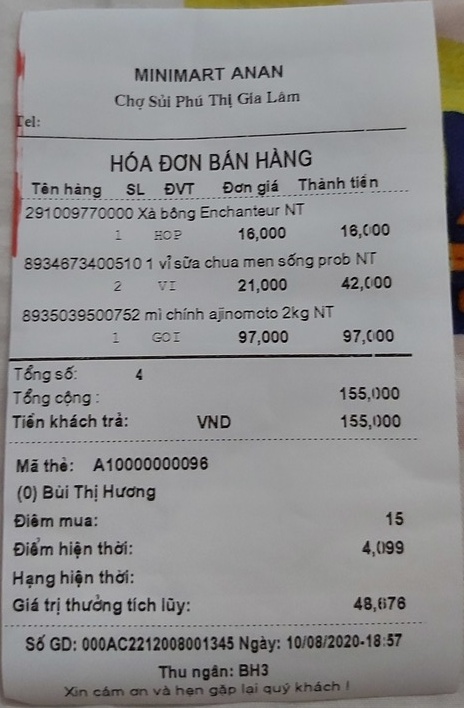 MINIMART ANAN
Chợ Sủi Phú Thị Gia Lâm
Tel:
HÓA ĐƠN BÁN HÀNG
Tên hàng SL ĐVT Đơn giá Thành tiền
291009770000 Xà bông Enchanteur NT
1 HOP 16,000 16,000
8934673400510 1 vỉ sữa chua men sống prob NT
2 VI 21,000 42,000
8935039500752 mì chính ajinomoto 2kg NT
1 GOI 97,000 97,000
Tổng số: 4
Tổng cộng : 155,000
Tiền khách trả: VND 155,000
Mã thẻ: A10000000096
(0) Bùi Thị Hương
Điểm mua: 15
Điểm hiện thời: 4,099
Hạng hiện thời:
Giá trị thưởng tích lũy: 48,676
Số GD: 000AC2212008001345 Ngày: 10/08/2020-18:57
Thu ngân: BH3
Xin cảm ơn và hẹn gặp lại quý khách !